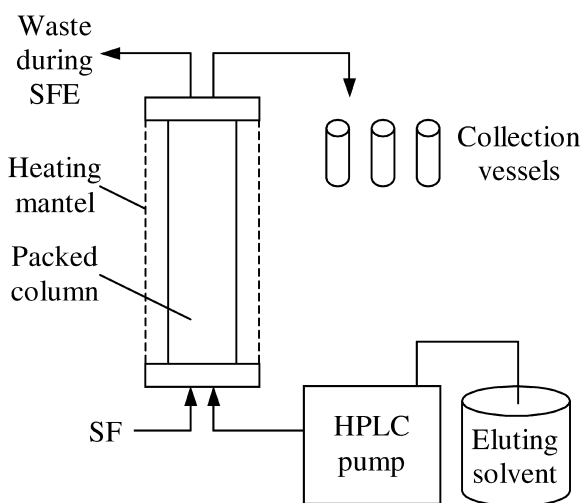 Waste
during
SFE
Collection
vessels
Heating
mantel
Packed
column
SF
HPLC
pump
Eluting
solvent